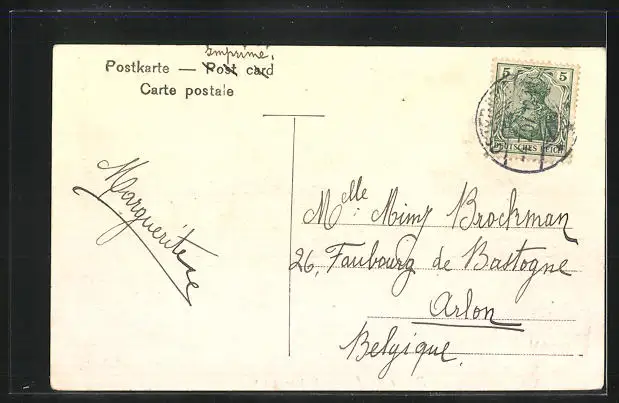 Imprimé.
Postkarte — Post card
Carte postale
5 5
DEUTSCHES REICH
Marguerite
Mlle Mimy Brockman
26, Faubourg de Bastogne
Arlon
Belgique.